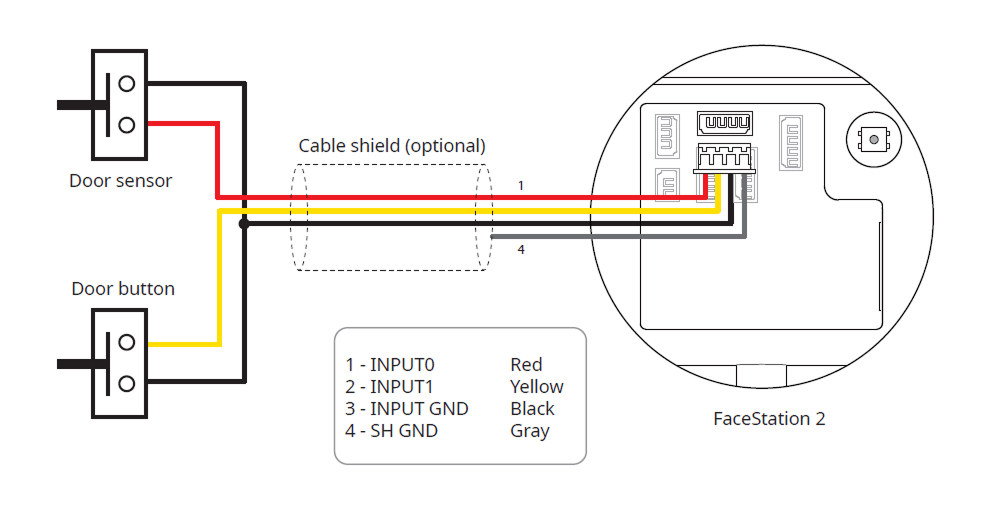 Door sensor
Cable shield (optional)
1
4
Door button
1 - INPUT0 Red
2 - INPUT1 Yellow
3 - INPUT GND Black
4 - SH GND Gray
FaceStation 2